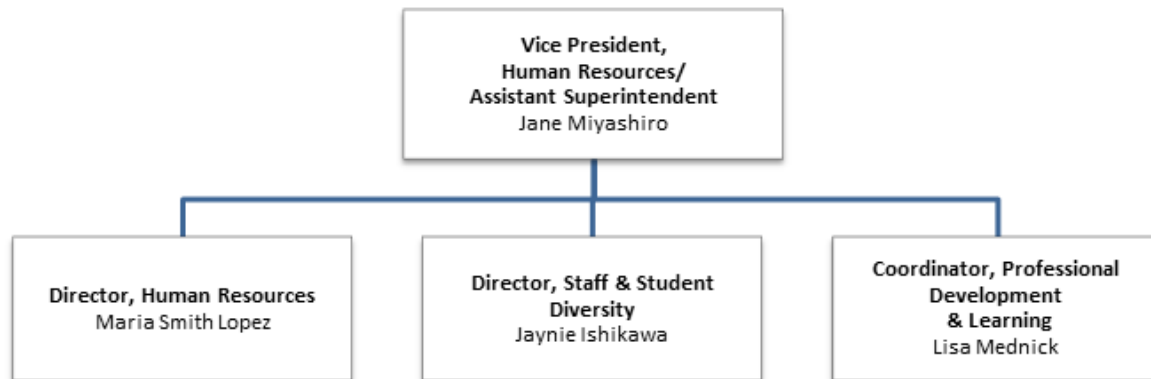 Vice President,
Human Resources/
Assistant Superintendent
Jane Miyashiro
Director, Human Resources
Maria Smith Lopez
Director, Staff & Student
Diversity
Jaynie Ishikawa
Coordinator, Professional
Development
& Learning
Lisa Mednick